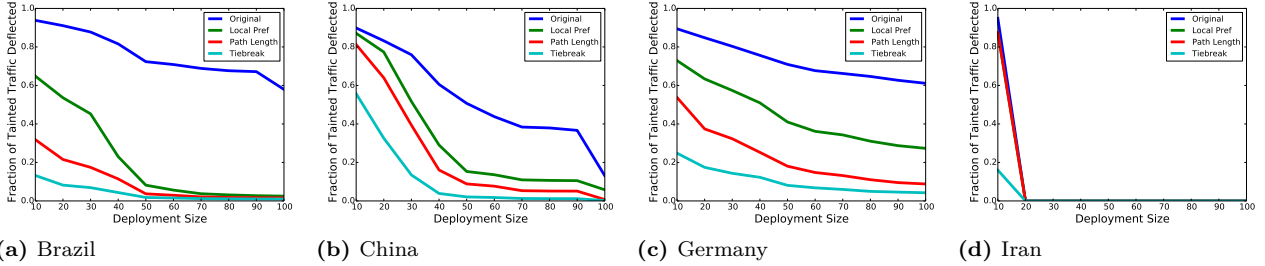 Fraction of Tainted Traffic Deflected
1.0
0.8
0.6
0.4
0.2
0.0
10 20 30 40 50 60 70 80 90 100
Deployment Size
Original
Local Pref
Path Length
Tiebreak
(a) Brazil
Fraction of Tainted Traffic Deflected
1.0
0.8
0.6
0.4
0.2
0.0
10 20 30 40 50 60 70 80 90 100
Deployment Size
Original
Local Pref
Path Length
Tiebreak
(b) China
Fraction of Tainted Traffic Deflected
1.0
0.8
0.6
0.4
0.2
0.0
10 20 30 40 50 60 70 80 90 100
Deployment Size
Original
Local Pref
Path Length
Tiebreak
(c) Germany
Fraction of Tainted Traffic Deflected
1.0
0.8
0.6
0.4
0.2
0.0
10 20 30 40 50 60 70 80 90 100
Deployment Size
Original
Local Pref
Path Length
Tiebreak
(d) Iran